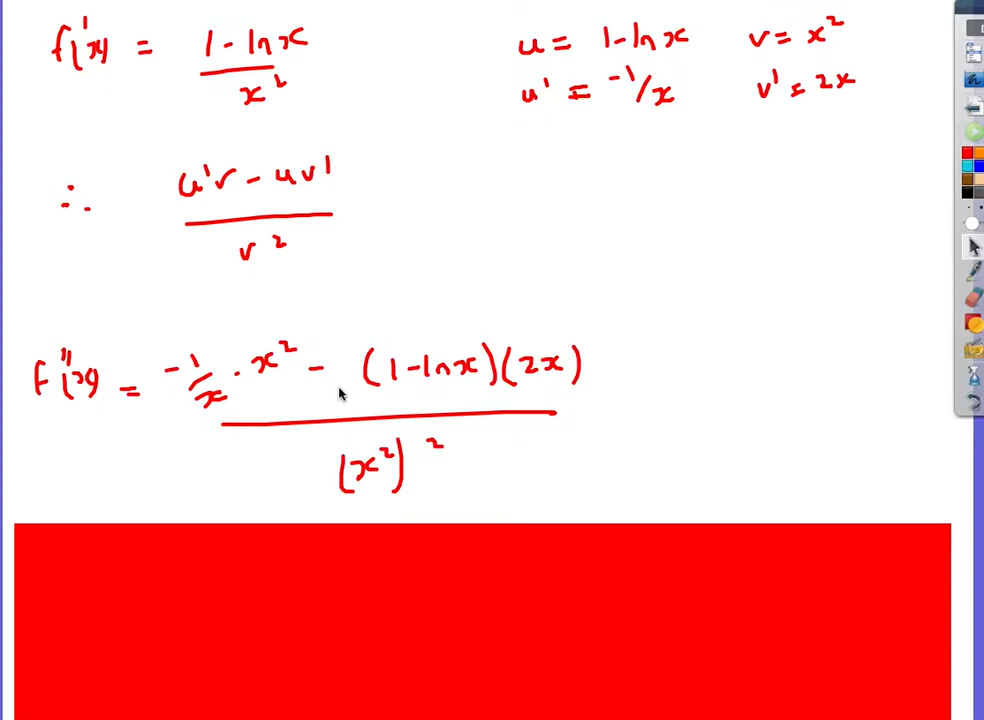 f'(x) = (1 - ln x) / x² u = 1 - ln x v = x²
u' = -1/x v' = 2x
∴ (u'v - uv') / v²
f''(x) = (-1/x · x² - (1 - ln x)(2x)) / (x²)²